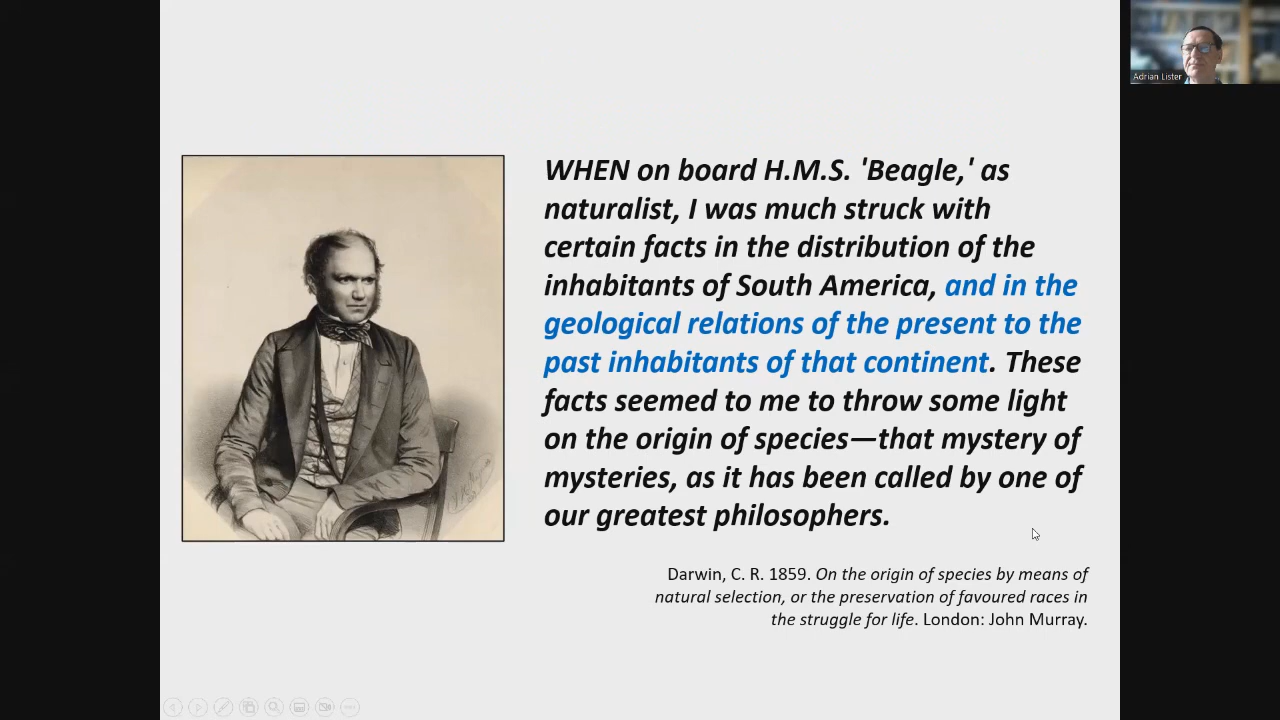 Adrian Lister
WHEN on board H.M.S. 'Beagle,' as
naturalist, I was much struck with
certain facts in the distribution of the
inhabitants of South America, and in the
geological relations of the present to the
past inhabitants of that continent. These
facts seemed to me to throw some light
on the origin of species—that mystery of
mysteries, as it has been called by one of
our greatest philosophers.
Darwin, C. R. 1859. On the origin of species by means of
natural selection, or the preservation of favoured races in
the struggle for life. London: John Murray.